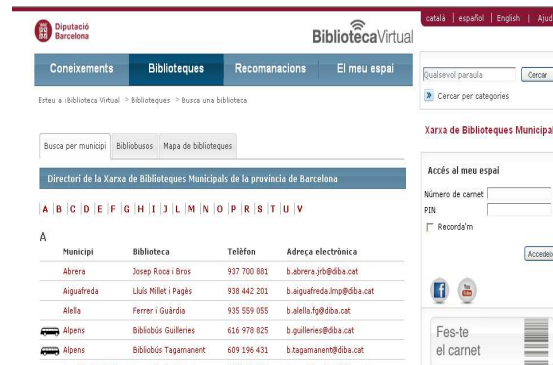 Diputació
Barcelona
BibliotecaVirtual
català | español | English | Ajud
Coneixements Biblioteques Recomanacions El meu espai
Qualsevol paraula Cercar
Cercar per categories
Esteu a :Biblioteca Virtual > Biblioteques > Busca una biblioteca
Xarxa de Biblioteques Municipal
Busca per municipi Bibliobusos Mapa de biblioteques
Directori de la Xarxa de Biblioteques Municipals de la província de Barcelona
| A | B | C | D | E | F | G | H | I | J | L | M | N | O | P | R | S | T | U | V
Accés al meu espai
Número de carnet
PIN
Recorda'm
Accedeix
A
Municipi Biblioteca Telèfon Adreça electrònica
Abrera Josep Roca i Bros 937 700 881 b.abrera.jrb@diba.cat
Aiguafreda Lluís Millet i Pagès 938 442 201 b.aiguafreda.lmp@diba.cat
Alella Ferrer i Guàrdia 935 559 055 b.alella.fg@diba.cat
Alpens Bibliobús Guilleries 616 978 825 b.guilleries@diba.cat
Alpens Bibliobús Tagamanent 609 196 431 b.tagamanent@diba.cat
You Tube
Fes-te
el carnet